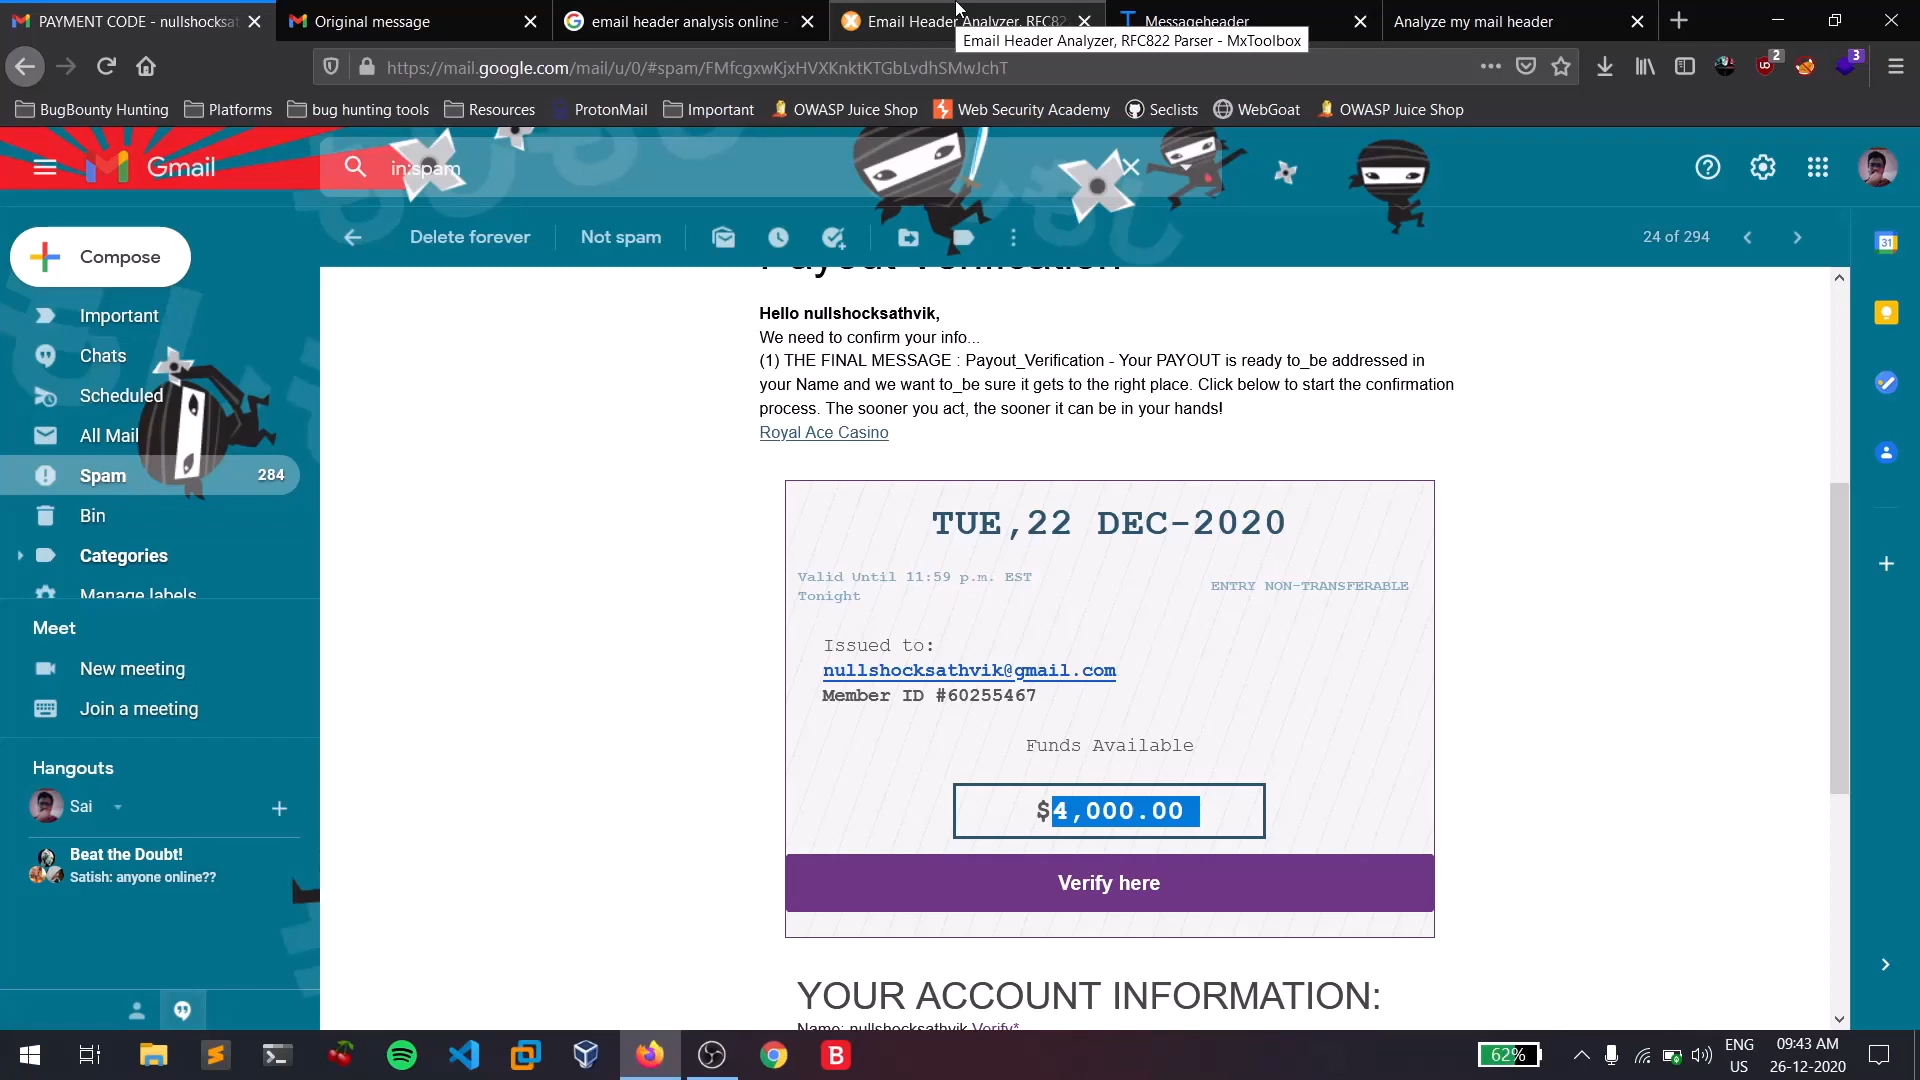 PAYMENT CODE - nullshocksat
Original message
email header analysis online -
Email Header Analyzer, RFC82
Messageheader
Analyze my mail header
Email Header Analyzer, RFC822 Parser - MxToolbox
https://mail.google.com/mail/u/0/#spam/FMfcgxwKjxHVXKnktKTGbLvdhSMwJchT
2
3
BugBounty Hunting
Platforms
bug hunting tools
Resources
ProtonMail
Important
OWASP Juice Shop
Web Security Academy
Seclists
WebGoat
OWASP Juice Shop
Gmail
in:spam
Delete forever
Not spam
24 of 294
Compose
Important
Chats
Scheduled
All Mail
Spam 284
Bin
Categories
Manage labels
Meet
New meeting
Join a meeting
Hangouts
Sai
Beat the Doubt!
Satish: anyone online??
Payout Verification
Hello nullshocksathvik,
We need to confirm your info...
(1) THE FINAL MESSAGE : Payout_Verification - Your PAYOUT is ready to_be addressed in
your Name and we want to_be sure it gets to the right place. Click below to start the confirmation
process. The sooner you act, the sooner it can be in your hands!
Royal Ace Casino
TUE,22 DEC-2020
Valid Until 11:59 p.m. EST
Tonight
ENTRY NON-TRANSFERABLE
Issued to:
nullshocksathvik@gmail.com
Member ID #60255467
Funds Available
$4,000.00
Verify here
YOUR ACCOUNT INFORMATION:
Name: nullshocksathvik Verify*
31
62%
ENG
US
09:43 AM
26-12-2020